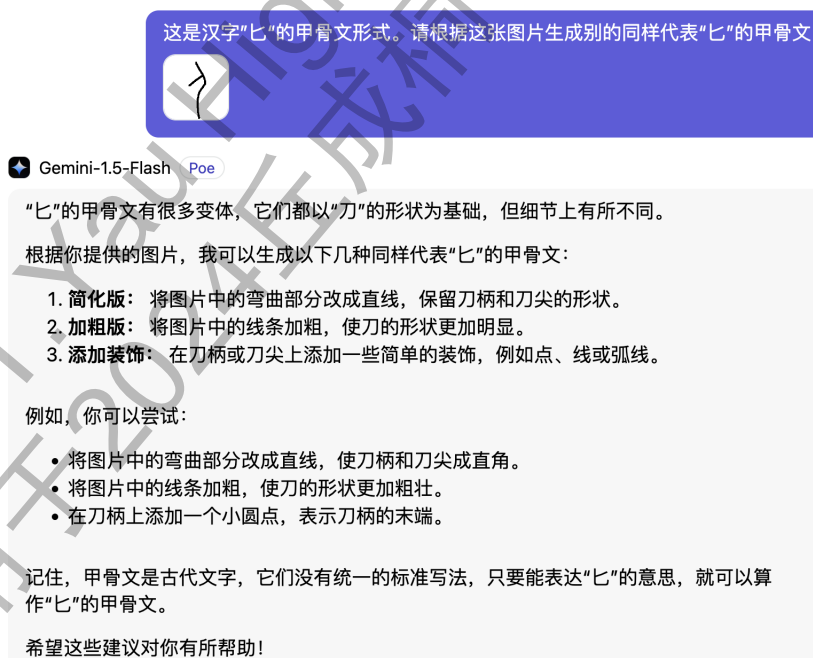 这是汉字"匕"的甲骨文形式。请根据这张图片生成别的同样代表“匕”的甲骨文
Gemini-1.5-Flash Poe
“匕”的甲骨文有很多变体，它们都以“刀”的形状为基础，但细节上有所不同。
根据你提供的图片，我可以生成以下几种同样代表“匕”的甲骨文：
1. 简化版： 将图片中的弯曲部分改成直线，保留刀柄和刀尖的形状。
2. 加粗版： 将图片中的线条加粗，使刀的形状更加明显。
3. 添加装饰： 在刀柄或刀尖上添加一些简单的装饰，例如点、线或弧线。
例如，你可以尝试：
• 将图片中的弯曲部分改成直线，使刀柄和刀尖成直角。
• 将图片中的线条加粗，使刀的形状更加粗壮。
• 在刀柄上添加一个小圆点，表示刀柄的末端。
记住，甲骨文是古代文字，它们没有统一的标准写法，只要能表达“匕”的意思，就可以算
作“匕”的甲骨文。
希望这些建议对你有所帮助！
Yau High
用于2024丘成桐